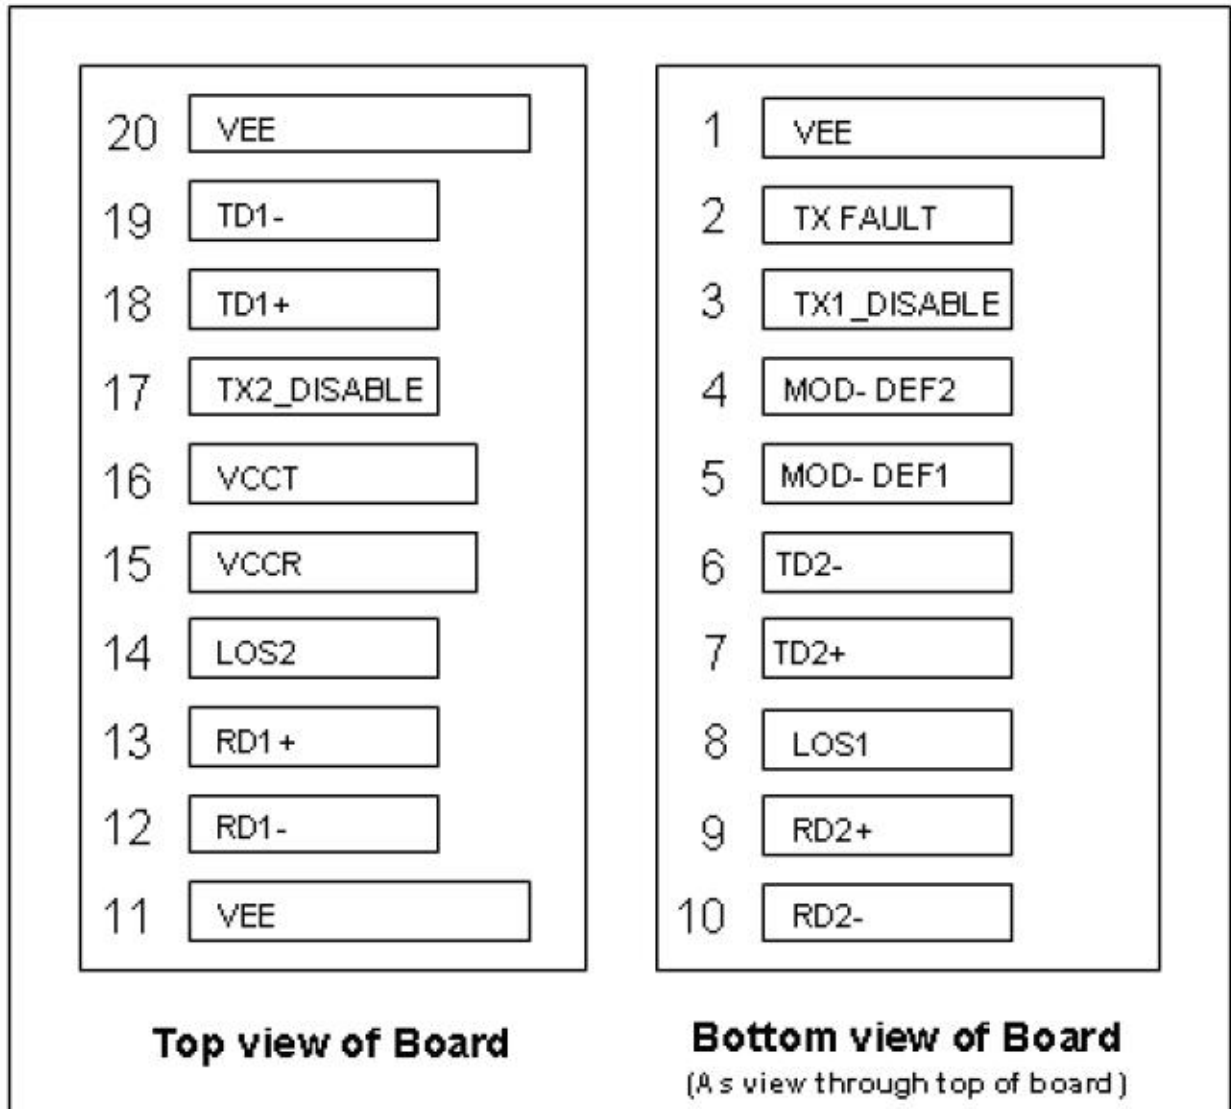 20 VEE
19 TD1-
18 TD1+
17 TX2_DISABLE
16 VCCT
15 VCCR
14 LOS2
13 RD1+
12 RD1-
11 VEE
Top view of Board
1 VEE
2 TX FAULT
3 TX1_DISABLE
4 MOD- DEF2
5 MOD- DEF1
6 TD2-
7 TD2+
8 LOS1
9 RD2+
10 RD2-
Bottom view of Board
(As view through top of board)